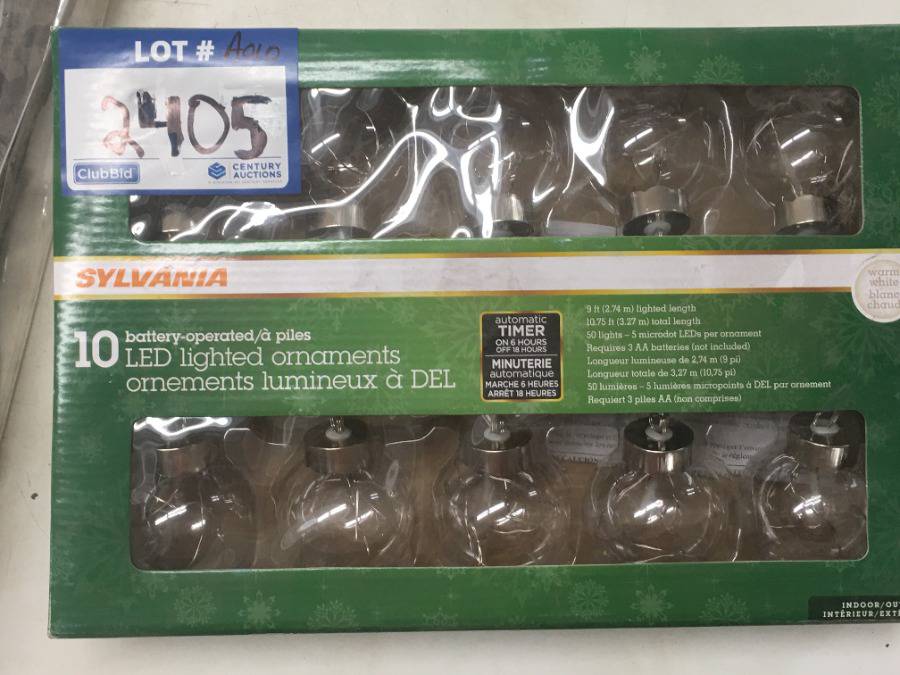 LOT # A010
2405
ClubBid
CENTURY
AUCTIONS
SYLVANIA
warm
white
blanc
chaud
10 battery-operated/à piles
LED lighted ornaments
ornements lumineux à DEL
automatic
TIMER
ON 6 HOURS
OFF 18 HOURS
MINUTERIE
automatique
MARCHE 6 HEURES
ARRÊT 18 HEURES
9 ft (2.74 m) lighted length
10.75 ft (3.27 m) total length
50 lights – 5 microdot LEDs per ornament
Requires 3 AA batteries (not included)
Longueur lumineuse de 2,74 m (9 pi)
Longueur totale de 3,27 m (10,75 pi)
50 lumières – 5 lumières micropoints à DEL par ornement
Requiert 3 piles AA (non comprises)
INDOOR/OU
INTÉRIEUR/EXTÉ